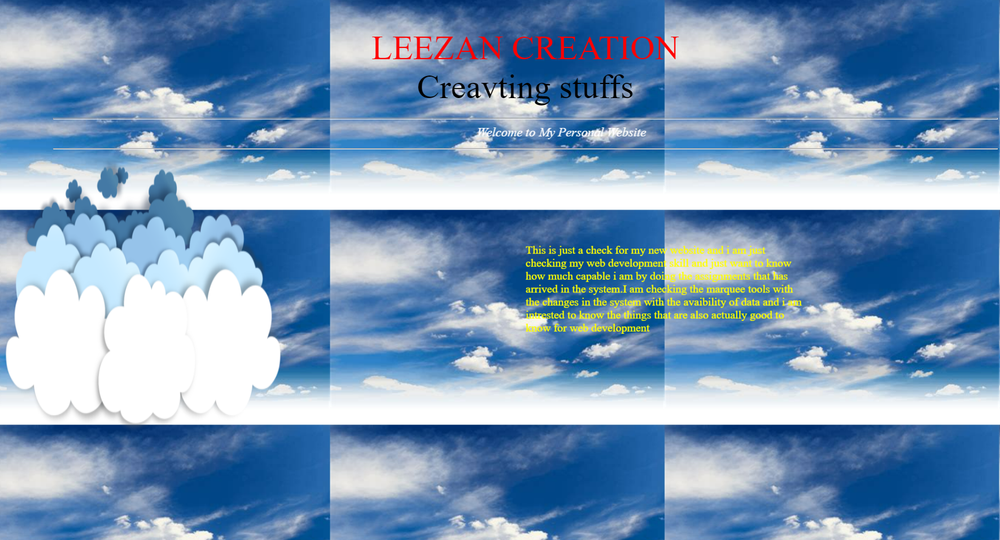 LEEZAN CREATION
Creavting stuffs
Welcome to My Personal Website
This is just a check for my new website and i am just
checking my web development skill and just want to know
how much capable i am by doing the assignments that has
arrived in the system.I am checking the marquee tools with
the changes in the system with the avaibility of data and i am
intrested to know the things that are also actually good to
know for web development